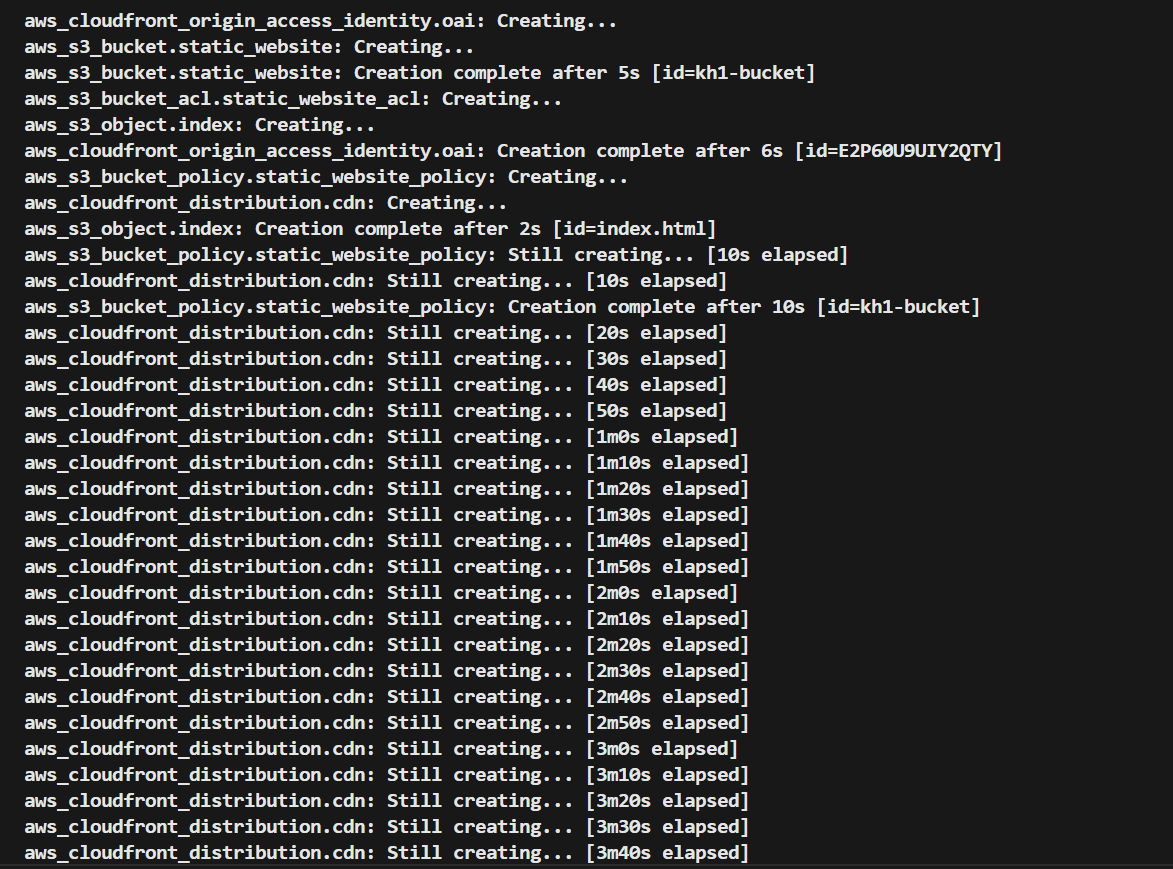 aws_cloudfront_origin_access_identity.oai: Creating...
aws_s3_bucket.static_website: Creating...
aws_s3_bucket.static_website: Creation complete after 5s [id=kh1-bucket]
aws_s3_bucket_acl.static_website_acl: Creating...
aws_s3_object.index: Creating...
aws_cloudfront_origin_access_identity.oai: Creation complete after 6s [id=E2P60U9UIY2QTY]
aws_s3_bucket_policy.static_website_policy: Creating...
aws_cloudfront_distribution.cdn: Creating...
aws_s3_object.index: Creation complete after 2s [id=index.html]
aws_s3_bucket_policy.static_website_policy: Still creating... [10s elapsed]
aws_cloudfront_distribution.cdn: Still creating... [10s elapsed]
aws_s3_bucket_policy.static_website_policy: Creation complete after 10s [id=kh1-bucket]
aws_cloudfront_distribution.cdn: Still creating... [20s elapsed]
aws_cloudfront_distribution.cdn: Still creating... [30s elapsed]
aws_cloudfront_distribution.cdn: Still creating... [40s elapsed]
aws_cloudfront_distribution.cdn: Still creating... [50s elapsed]
aws_cloudfront_distribution.cdn: Still creating... [1m0s elapsed]
aws_cloudfront_distribution.cdn: Still creating... [1m10s elapsed]
aws_cloudfront_distribution.cdn: Still creating... [1m20s elapsed]
aws_cloudfront_distribution.cdn: Still creating... [1m30s elapsed]
aws_cloudfront_distribution.cdn: Still creating... [1m40s elapsed]
aws_cloudfront_distribution.cdn: Still creating... [1m50s elapsed]
aws_cloudfront_distribution.cdn: Still creating... [2m0s elapsed]
aws_cloudfront_distribution.cdn: Still creating... [2m10s elapsed]
aws_cloudfront_distribution.cdn: Still creating... [2m20s elapsed]
aws_cloudfront_distribution.cdn: Still creating... [2m30s elapsed]
aws_cloudfront_distribution.cdn: Still creating... [2m40s elapsed]
aws_cloudfront_distribution.cdn: Still creating... [2m50s elapsed]
aws_cloudfront_distribution.cdn: Still creating... [3m0s elapsed]
aws_cloudfront_distribution.cdn: Still creating... [3m10s elapsed]
aws_cloudfront_distribution.cdn: Still creating... [3m20s elapsed]
aws_cloudfront_distribution.cdn: Still creating... [3m30s elapsed]
aws_cloudfront_distribution.cdn: Still creating... [3m40s elapsed]